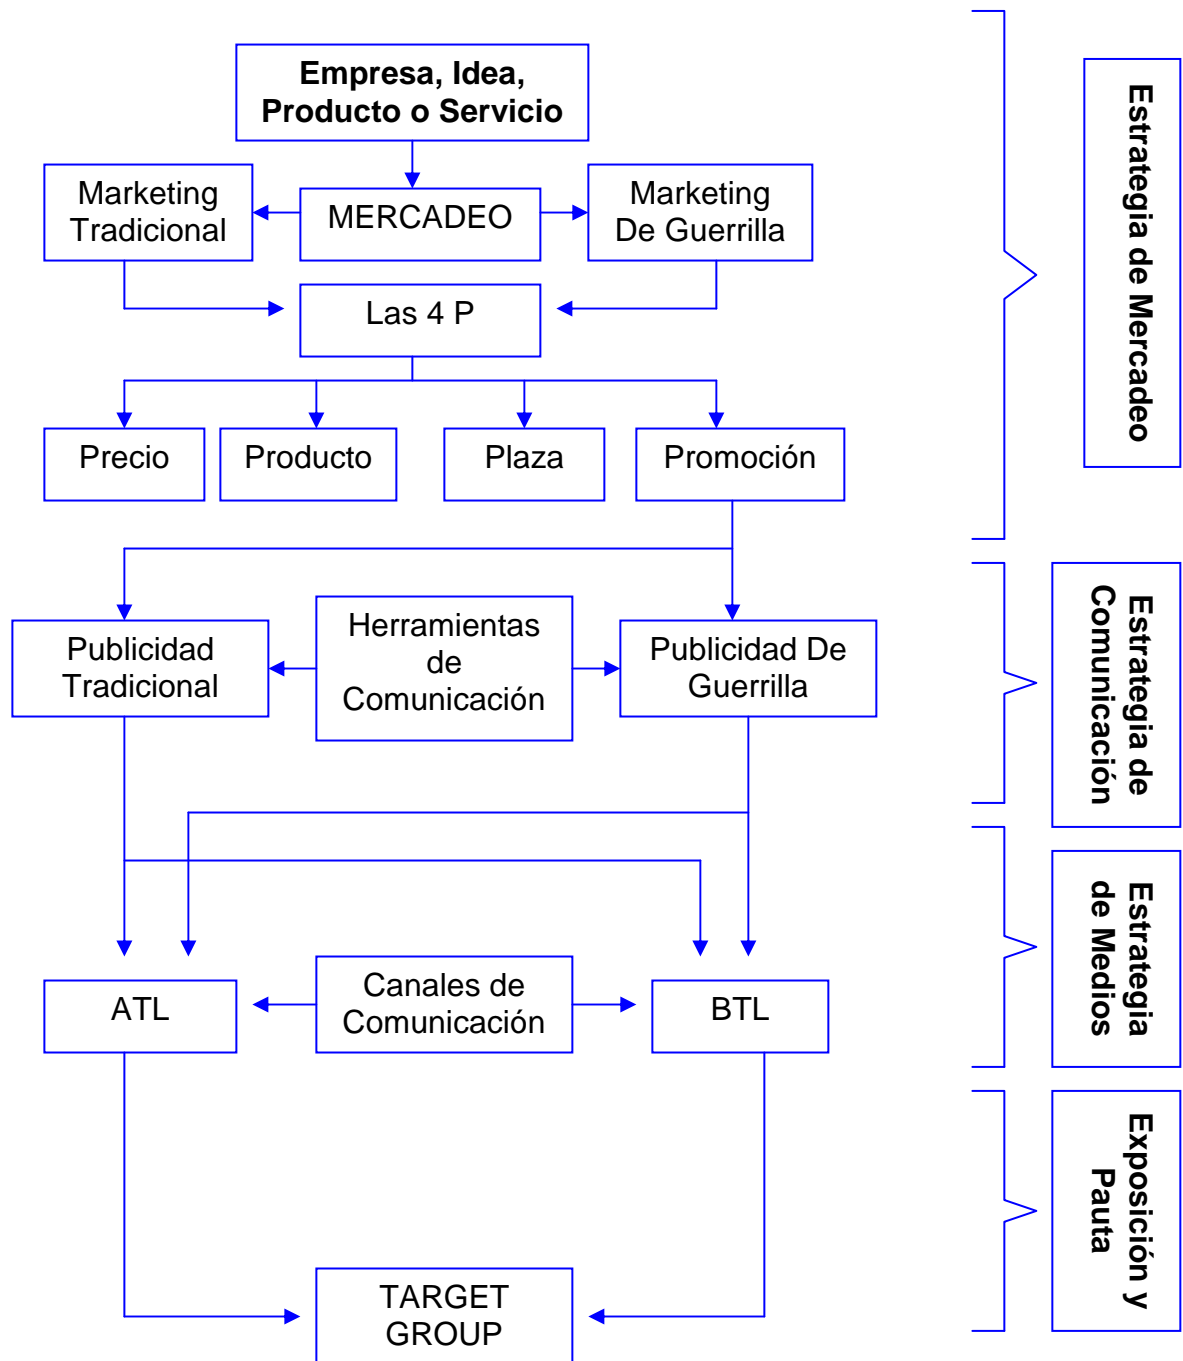 Empresa, Idea,
Producto o Servicio
Marketing
Tradicional
MERCADEO
Marketing
De Guerrilla
Las 4 P
Precio
Producto
Plaza
Promoción
Estrategia de Mercadeo
Publicidad
Tradicional
Herramientas
de
Comunicación
Publicidad De
Guerrilla
Estrategia de
Comunicación
ATL
Canales de
Comunicación
BTL
Estrategia
de Medios
TARGET
GROUP
Exposición y
Pauta